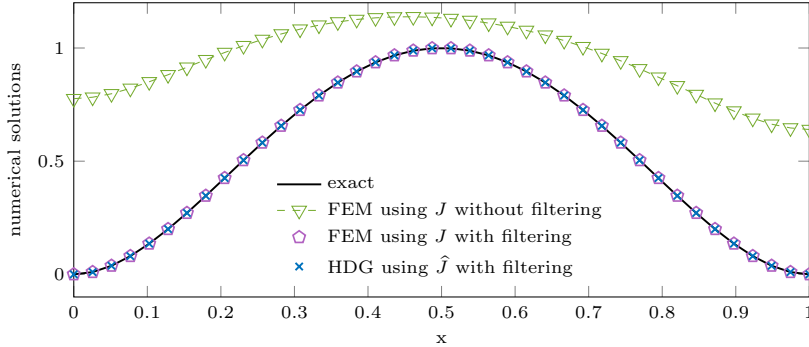 1
0.5
0
numerical solutions
exact
FEM using J without filtering
FEM using J with filtering
HDG using Ĵ with filtering
0 0.1 0.2 0.3 0.4 0.5 0.6 0.7 0.8 0.9 1
x